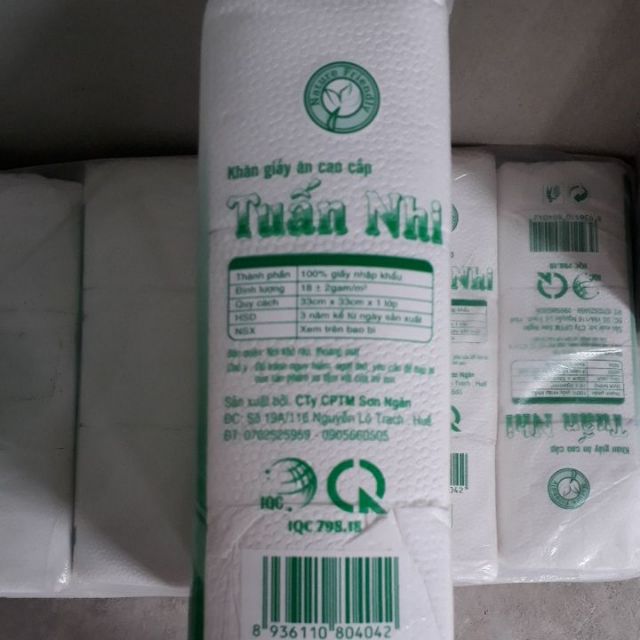 Nature Friendly
Khăn giấy ăn cao cấp
Tuấn Nhi
Thành phần 100% giấy nhập khẩu
Định lượng 18 ± 2gam/m²
Quy cách 33cm x 33cm x 1 lớp
HSD 3 năm kể từ ngày sản xuất
NSX Xem trên bao bì
Sản xuất bởi: CTy CPTM Sơn Ngân
ĐC: Số 19A/116 Nguyễn Lộ Trạch - Huế
ĐT: 0702525959 - 0905660505
IQC
IQC 798.18
8 936110 804042